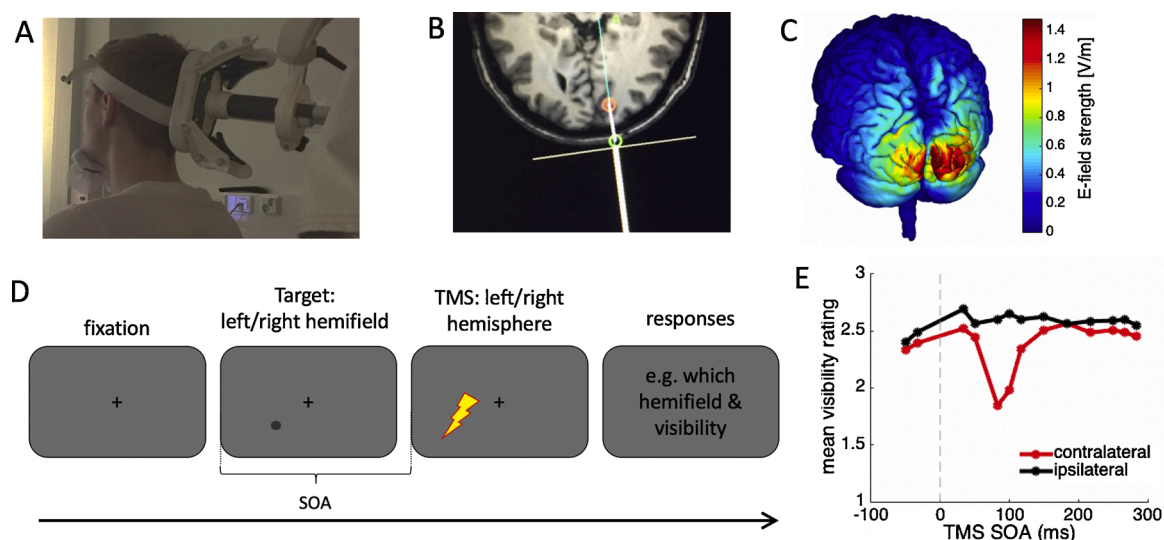 A
B
C
1.4
1.2
1
0.8
0.6
0.4
0.2
0
E-field strength [V/m]
D
fixation
Target:
left/right hemifield
TMS: left/right
hemisphere
responses
+
+
+
e.g. which
hemifield &
visibility
SOA
E
3
2.5
2
1.5
1
mean visibility rating
contralateral
ipsilateral
-100
0
100
200
300
TMS SOA (ms)